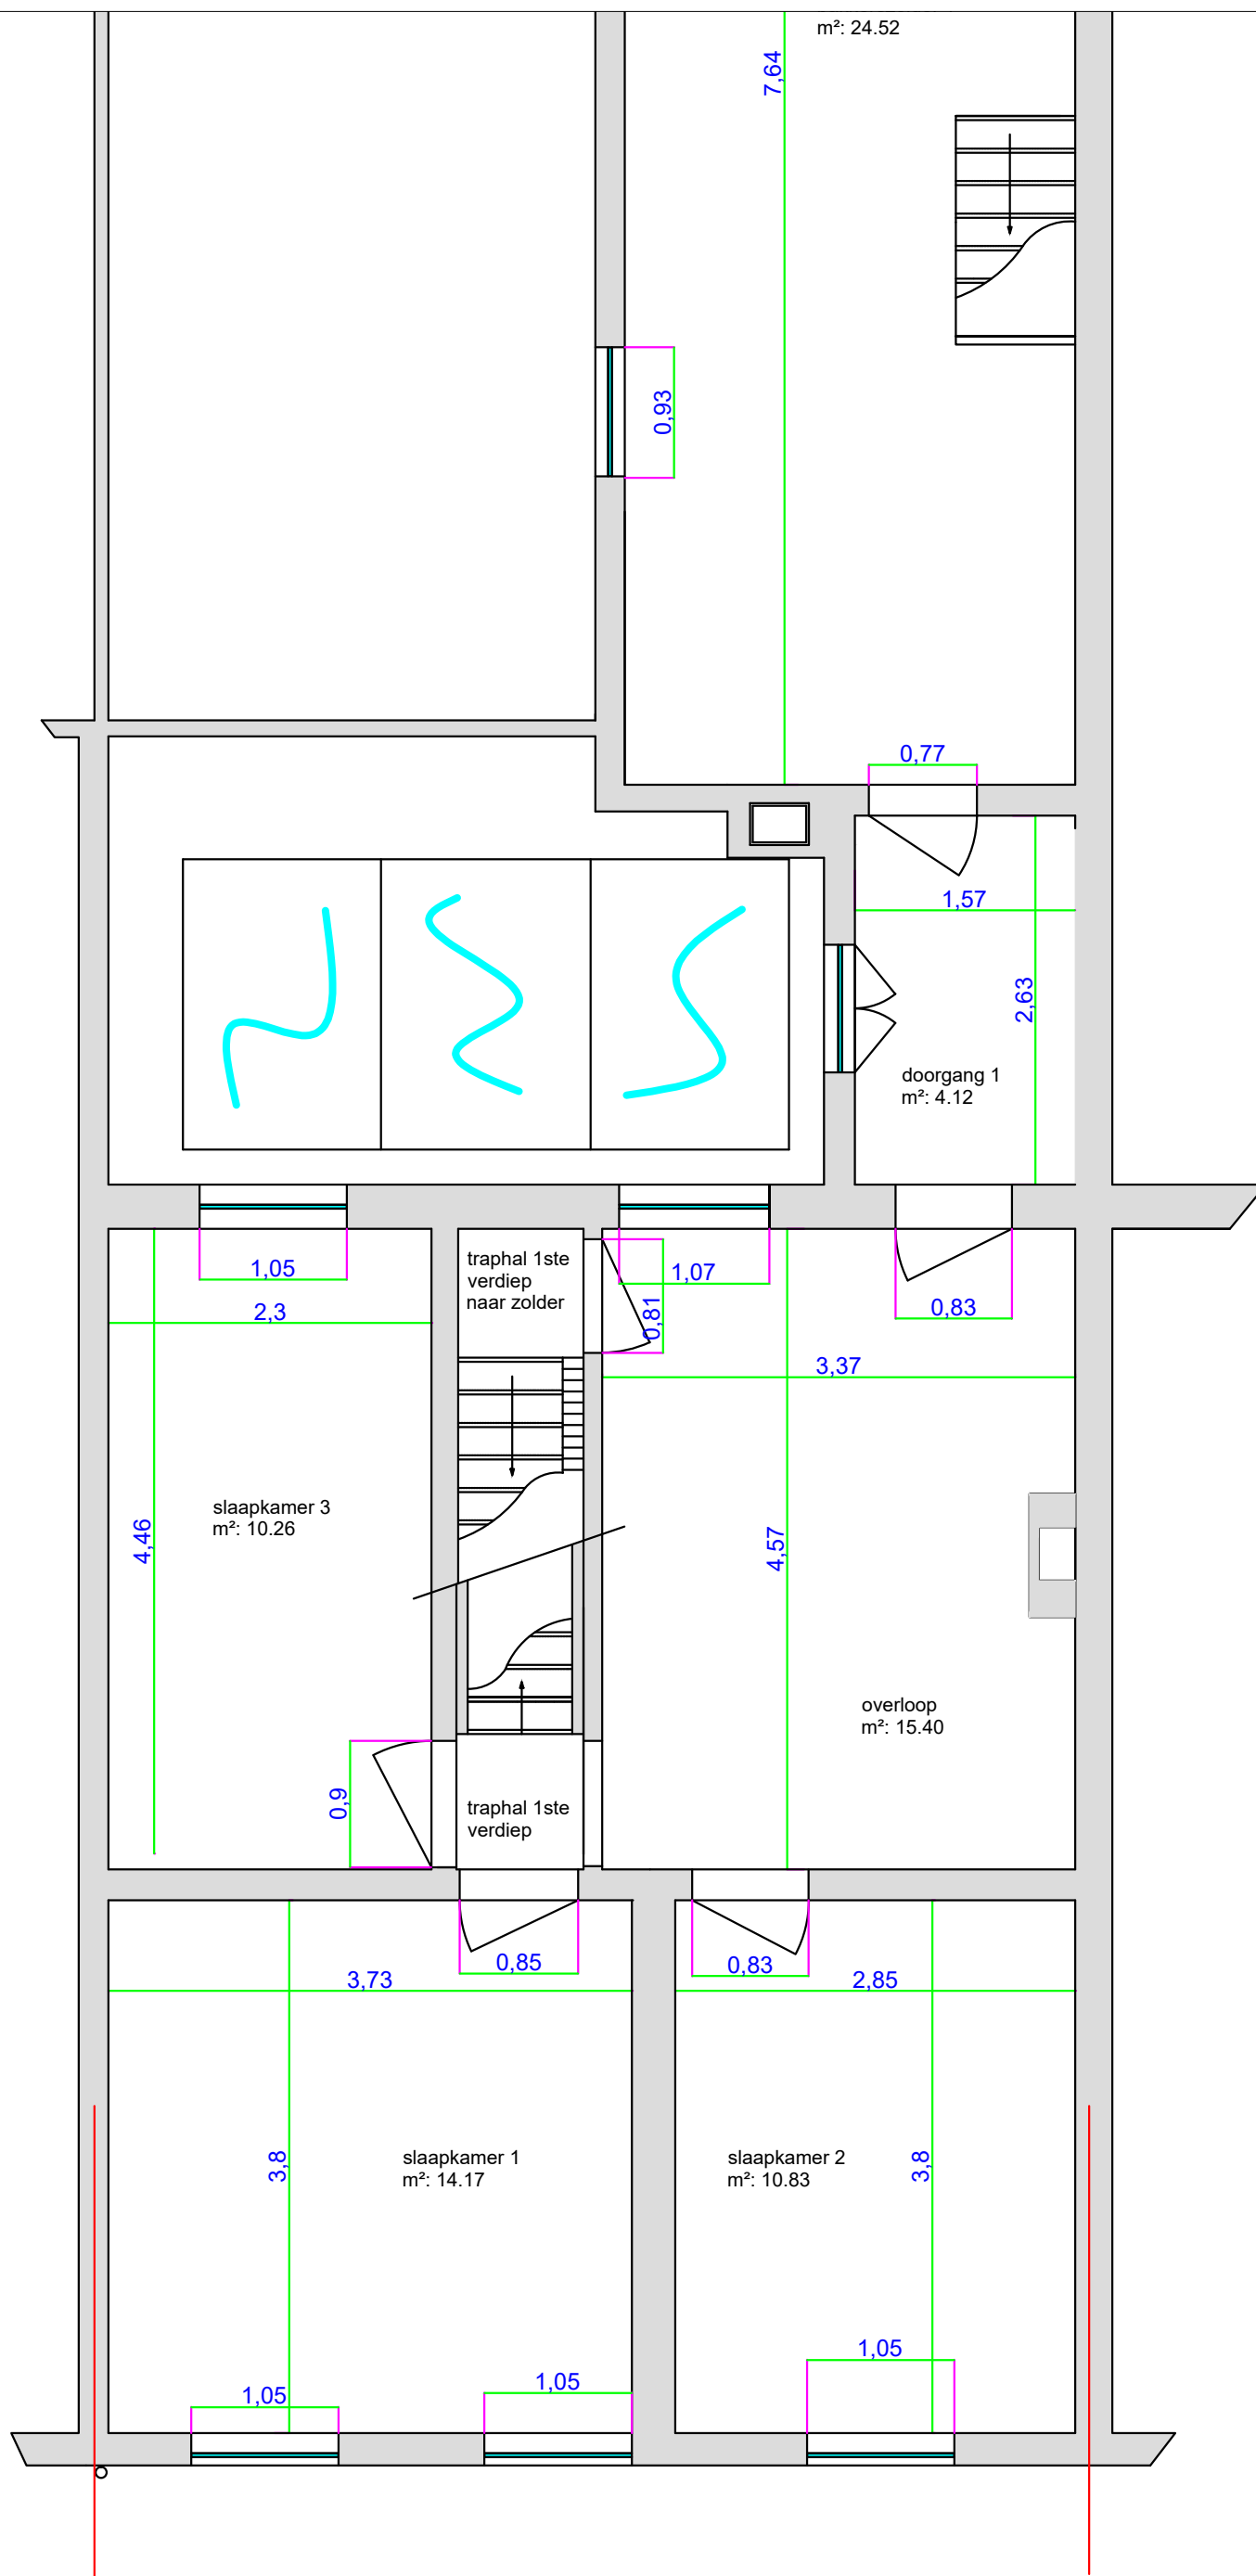 m²: 24.52
7,64
0,93
0,77
1,57
2,63
doorgang 1
m²: 4.12
1,05
2,3
traphal 1ste
verdiep
naar zolder
0,81
1,07
0,83
3,37
slaapkamer 3
m²: 10.26
4,46
4,57
overloop
m²: 15.40
0,9
traphal 1ste
verdiep
0,85
0,83
3,73
2,85
3,8
slaapkamer 1
m²: 14.17
slaapkamer 2
m²: 10.83
3,8
1,05
1,05
1,05